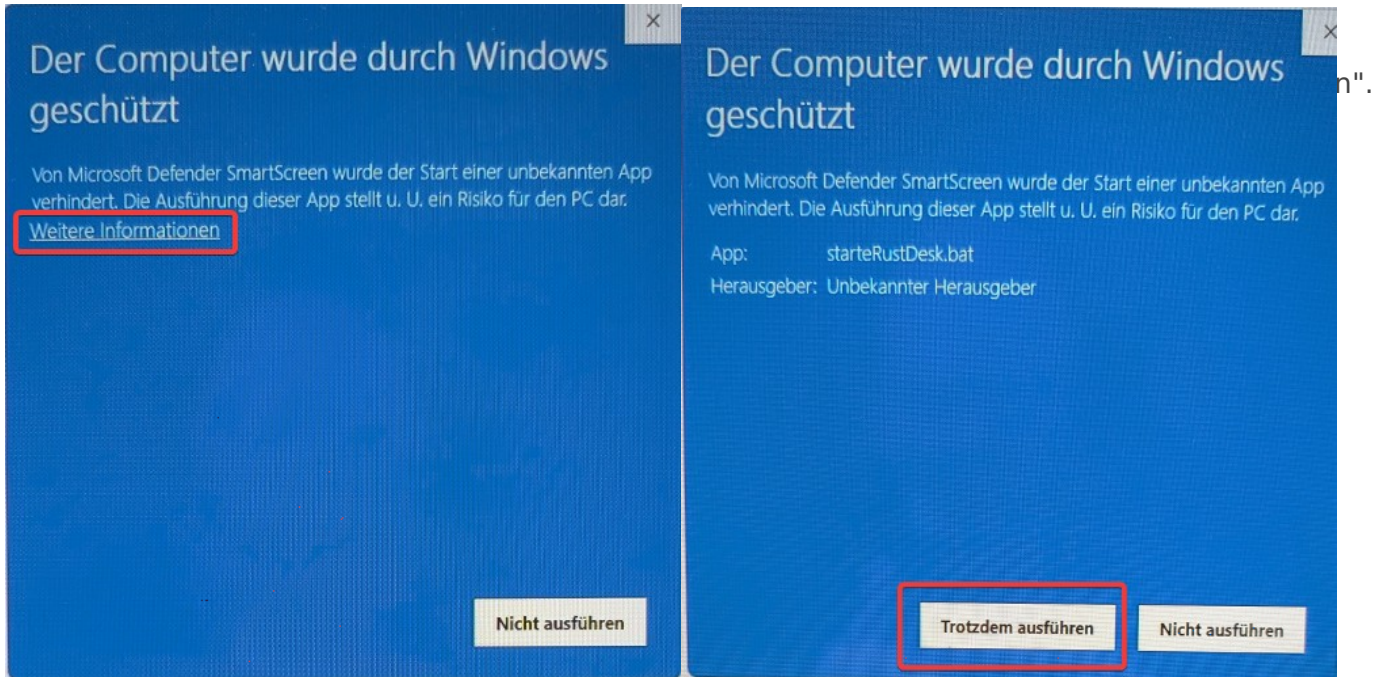 Der Computer wurde durch Windows
geschützt
Von Microsoft Defender SmartScreen wurde der Start einer unbekannten App
verhindert. Die Ausführung dieser App stellt u. U. ein Risiko für den PC dar.
Weitere Informationen
Nicht ausführen
Der Computer wurde durch Windows
geschützt
Von Microsoft Defender SmartScreen wurde der Start einer unbekannten App
verhindert. Die Ausführung dieser App stellt u. U. ein Risiko für den PC dar.
App: starteRustDesk.bat
Herausgeber: Unbekannter Herausgeber
Trotzdem ausführen
Nicht ausführen
n".